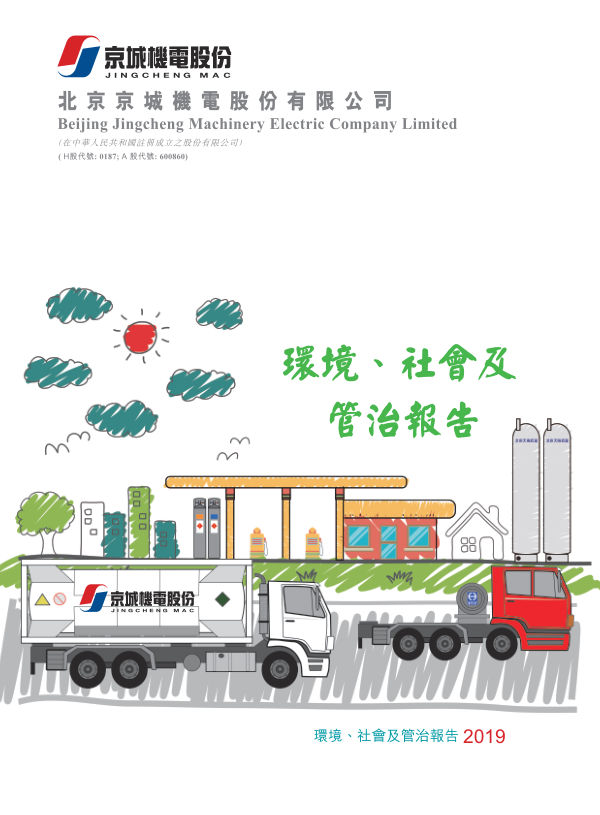 京城機電股份
JINGCHENG MAC
北京京城機電股份有限公司
Beijing Jingcheng Machinery Electric Company Limited
(在中華人民共和國註冊成立之股份有限公司)
( H股代號: 0187; A 股代號: 600860)
環境、社會及
管治報告
京城機電股份
JINGCHENG MAC
環境、社會及管治報告 2019